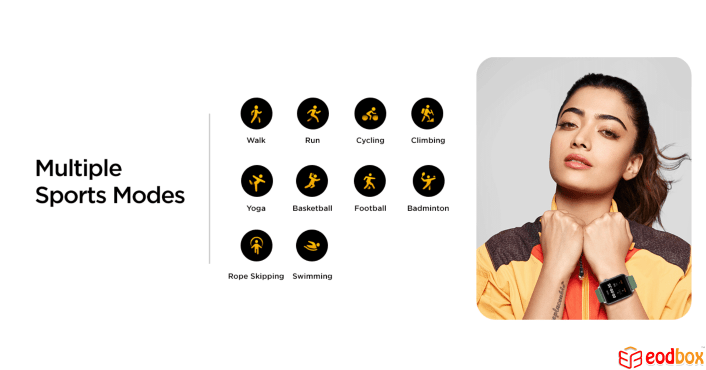 Multiple
Sports Modes
Walk
Run
Cycling
Climbing
Yoga
Basketball
Football
Badminton
Rope Skipping
Swimming
eodbox